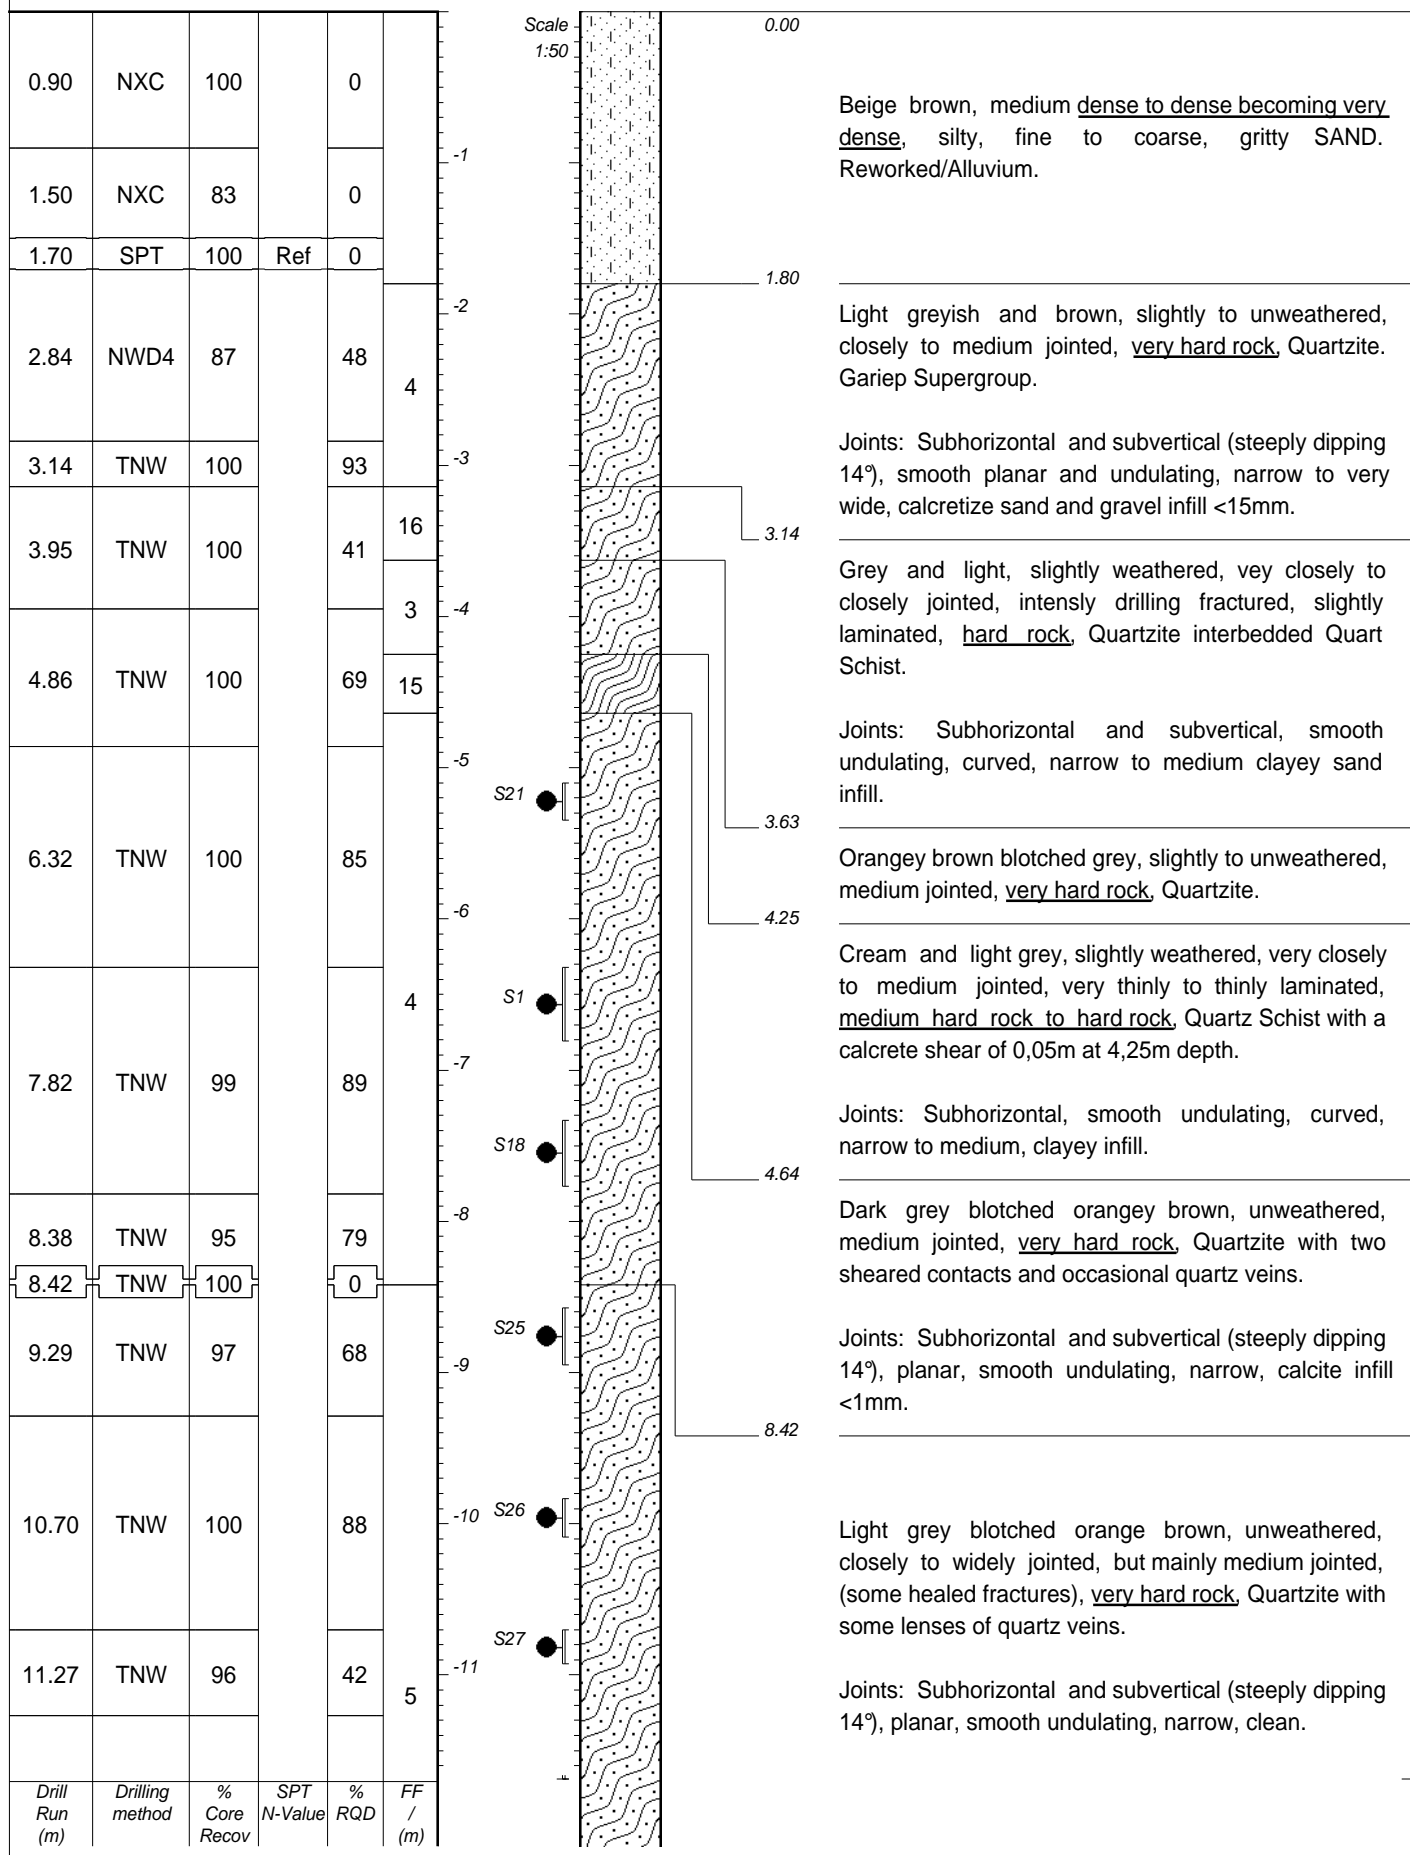 Scale
1:50
0.00
0.90 NXC 100 0
Beige brown, medium dense to dense becoming very
dense, silty, fine to coarse, gritty SAND.
Reworked/Alluvium.
-1
1.50 NXC 83 0
1.70 SPT 100 Ref 0
1.80
-2
Light greyish and brown, slightly to unweathered,
closely to medium jointed, very hard rock, Quartzite.
Gariep Supergroup.
2.84 NWD4 87 48
4
Joints: Subhorizontal and subvertical (steeply dipping
14°), smooth planar and undulating, narrow to very
wide, calcretize sand and gravel infill <15mm.
-3
3.14 TNW 100 93
16
3.14
3.95 TNW 100 41
Grey and light, slightly weathered, vey closely to
closely jointed, intensly drilling fractured, slightly
laminated, hard rock, Quartzite interbedded Quart
Schist.
3
-4
4.86 TNW 100 69 15
Joints: Subhorizontal and subvertical, smooth
undulating, curved, narrow to medium clayey sand
infill.
-5
S21
3.63
6.32 TNW 100 85
Orangey brown blotched grey, slightly to unweathered,
medium jointed, very hard rock, Quartzite.
-6
4.25
Cream and light grey, slightly weathered, very closely
to medium jointed, very thinly to thinly laminated,
medium hard rock to hard rock, Quartz Schist with a
calcrete shear of 0,05m at 4,25m depth.
4
S1
-7
7.82 TNW 99 89
Joints: Subhorizontal, smooth undulating, curved,
narrow to medium, clayey infill.
S18
4.64
-8
Dark grey blotched orangey brown, unweathered,
medium jointed, very hard rock, Quartzite with two
sheared contacts and occasional quartz veins.
8.38 TNW 95 79
8.42 TNW 100 0
S25
Joints: Subhorizontal and subvertical (steeply dipping
14°), planar, smooth undulating, narrow, calcite infill
<1mm.
9.29 TNW 97 68
-9
8.42
-10
S26
10.70 TNW 100 88
Light grey blotched orange brown, unweathered,
closely to widely jointed, but mainly medium jointed,
(some healed fractures), very hard rock, Quartzite with
some lenses of quartz veins.
S27
-11
11.27 TNW 96 42
5
Joints: Subhorizontal and subvertical (steeply dipping
14°), planar, smooth undulating, narrow, clean.
Drill Drilling % SPT % FF
Run method Core N-Value RQD /
(m) Recov (m)